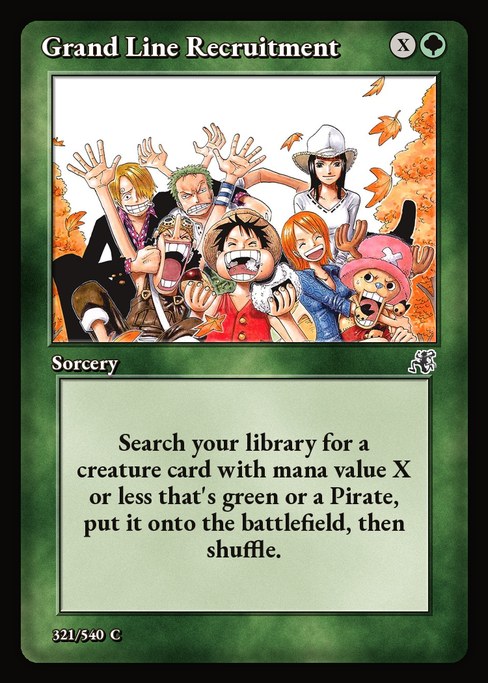 Grand Line Recruitment X
Sorcery
Search your library for a
creature card with mana value X
or less that's green or a Pirate,
put it onto the battlefield, then
shuffle.
321/540 C